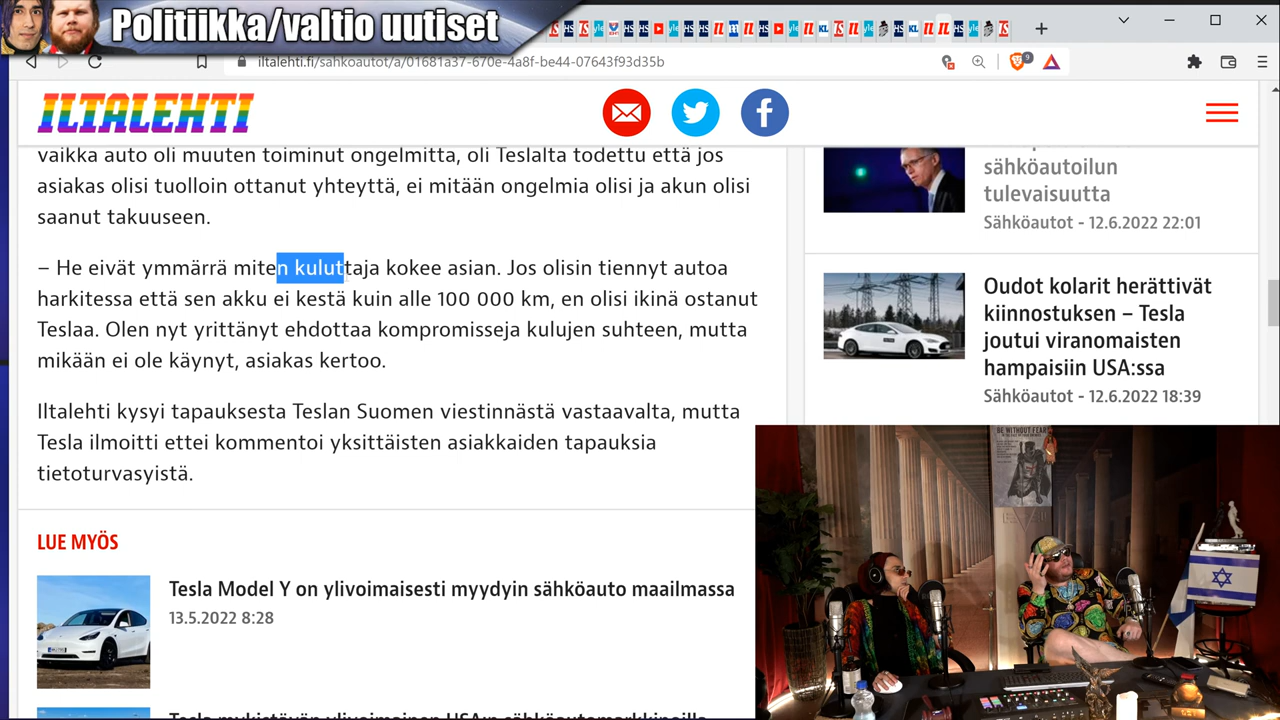 Politiikka/valtio uutiset
iltalehti.fi/sahkoautot/a/01681a37-670e-4a8f-be44-07643f93d35b
9
ILTALEHTI
vaikka auto oli muuten toiminut ongelmitta, oli Teslalta todettu että jos
asiakas olisi tuolloin ottanut yhteyttä, ei mitään ongelmia olisi ja akun olisi
saanut takuuseen.
– He eivät ymmärrä miten kuluttaja kokee asian. Jos olisin tiennyt autoa
harkitessa että sen akku ei kestä kuin alle 100 000 km, en olisi ikinä ostanut
Teslaa. Olen nyt yrittänyt ehdottaa kompromisseja kulujen suhteen, mutta
mikään ei ole käynyt, asiakas kertoo.
Iltalehti kysyi tapauksesta Teslan Suomen viestinnästä vastaavalta, mutta
Tesla ilmoitti ettei kommentoi yksittäisten asiakkaiden tapauksia
tietoturvasyistä.
LUE MYÖS
Tesla Model Y on ylivoimaisesti myydyin sähköauto maailmassa
13.5.2022 8:28
sähköautoilun
tulevaisuutta
Sähköautot - 12.6.2022 22:01
Oudot kolarit herättivät
kiinnostuksen – Tesla
joutui viranomaisten
hampaisiin USA:ssa
Sähköautot - 12.6.2022 18:39
BE WITHOUT FEAR